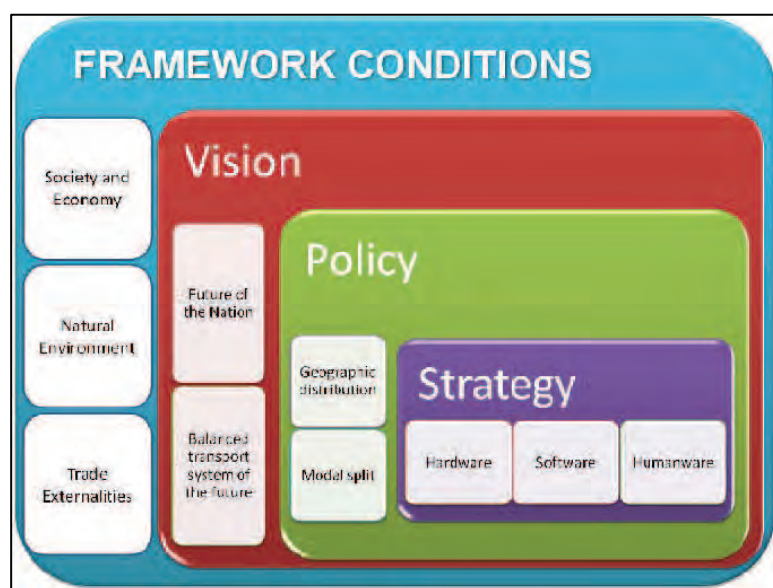 FRAMEWORK CONDITIONS
Society and
Economy
Natural
Environment
Trade
Externalities
Vision
Future of
the Nation
Balanced
transport
system of
the future
Policy
Geographic
distribution
Modal split
Strategy
Hardware
Software
Humanware